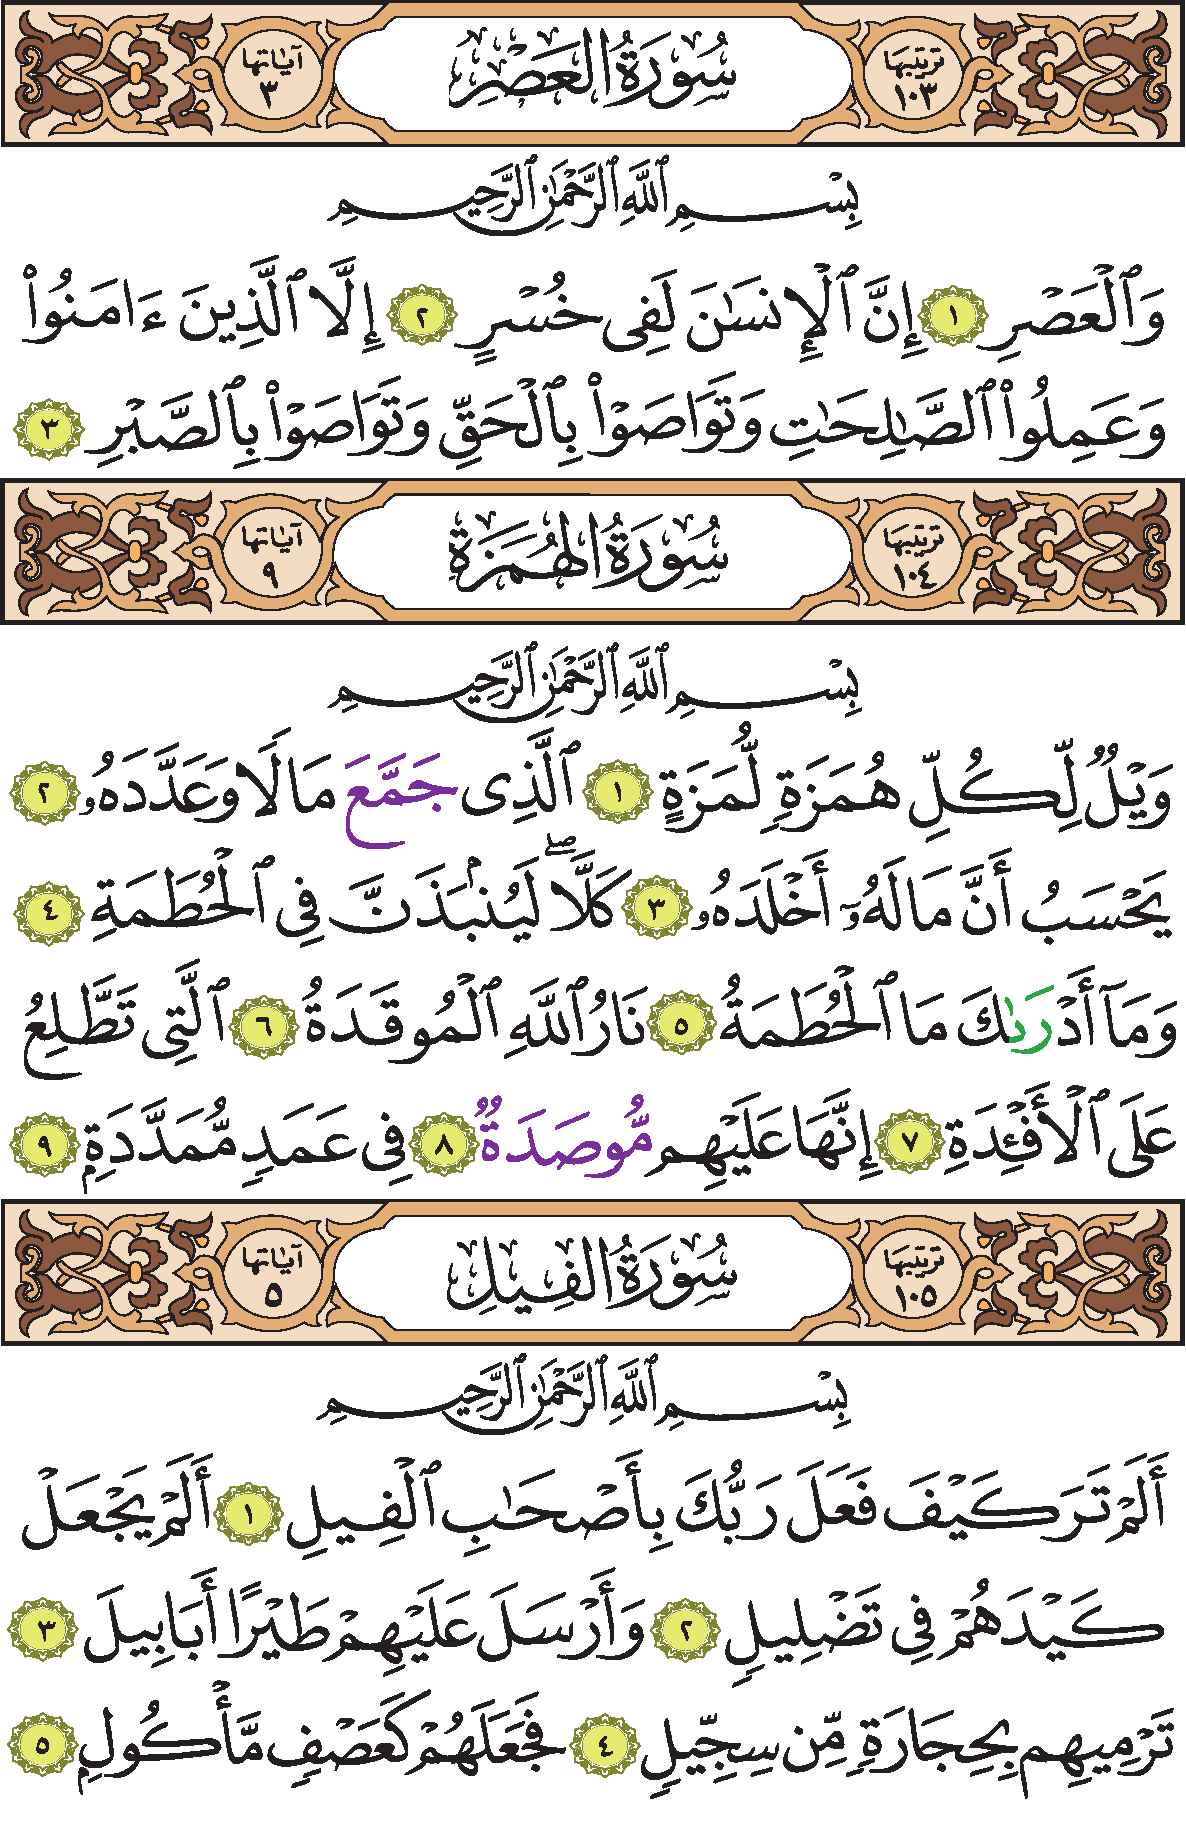 ترتيبها ١٠٣ سُورَةُ العَصْرِ آياتها ٣
بِسْمِ ٱللَّهِ ٱلرَّحْمَٰنِ ٱلرَّحِيمِ
وَٱلْعَصْرِ ١ إِنَّ ٱلْإِنسَٰنَ لَفِى خُسْرٍ ٢ إِلَّا ٱلَّذِينَ ءَامَنُوا۟
وَعَمِلُوا۟ ٱلصَّٰلِحَٰتِ وَتَوَاصَوْا۟ بِٱلْحَقِّ وَتَوَاصَوْا۟ بِٱلصَّبْرِ ٣
ترتيبها ١٠٤ سُورَةُ الهُمَزَةِ آياتها ٩
بِسْمِ ٱللَّهِ ٱلرَّحْمَٰنِ ٱلرَّحِيمِ
وَيْلٌ لِّكُلِّ هُمَزَةٍ لُّمَزَةٍ ١ ٱلَّذِى جَمَّعَ مَالًا وَعَدَّدَهُۥ ٢
يَحْسَبُ أَنَّ مَالَهُۥٓ أَخْلَدَهُۥ ٣ كَلَّا ۖ لَيُنۢبَذَنَّ فِى ٱلْحُطَمَةِ ٤
وَمَآ أَدْرَىٰكَ مَا ٱلْحُطَمَةُ ٥ نَارُ ٱللَّهِ ٱلْمُوقَدَةُ ٦ ٱلَّتِى تَطَّلِعُ
عَلَى ٱلْأَفْـِٔدَةِ ٧ إِنَّهَا عَلَيْهِم مُّوصَدَةٌ ٨ فِى عَمَدٍ مُّمَدَّدَةٍۭ ٩
ترتيبها ١٠٥ سُورَةُ الفِيلِ آياتها ٥
بِسْمِ ٱللَّهِ ٱلرَّحْمَٰنِ ٱلرَّحِيمِ
أَلَمْ تَرَ كَيْفَ فَعَلَ رَبُّكَ بِأَصْحَٰبِ ٱلْفِيلِ ١ أَلَمْ يَجْعَلْ
كَيْدَهُمْ فِى تَضْلِيلٍ ٢ وَأَرْسَلَ عَلَيْهِمْ طَيْرًا أَبَابِيلَ ٣
تَرْمِيهِم بِحِجَارَةٍ مِّن سِجِّيلٍ ٤ فَجَعَلَهُمْ كَعَصْفٍ مَّأْكُولٍۭ ٥